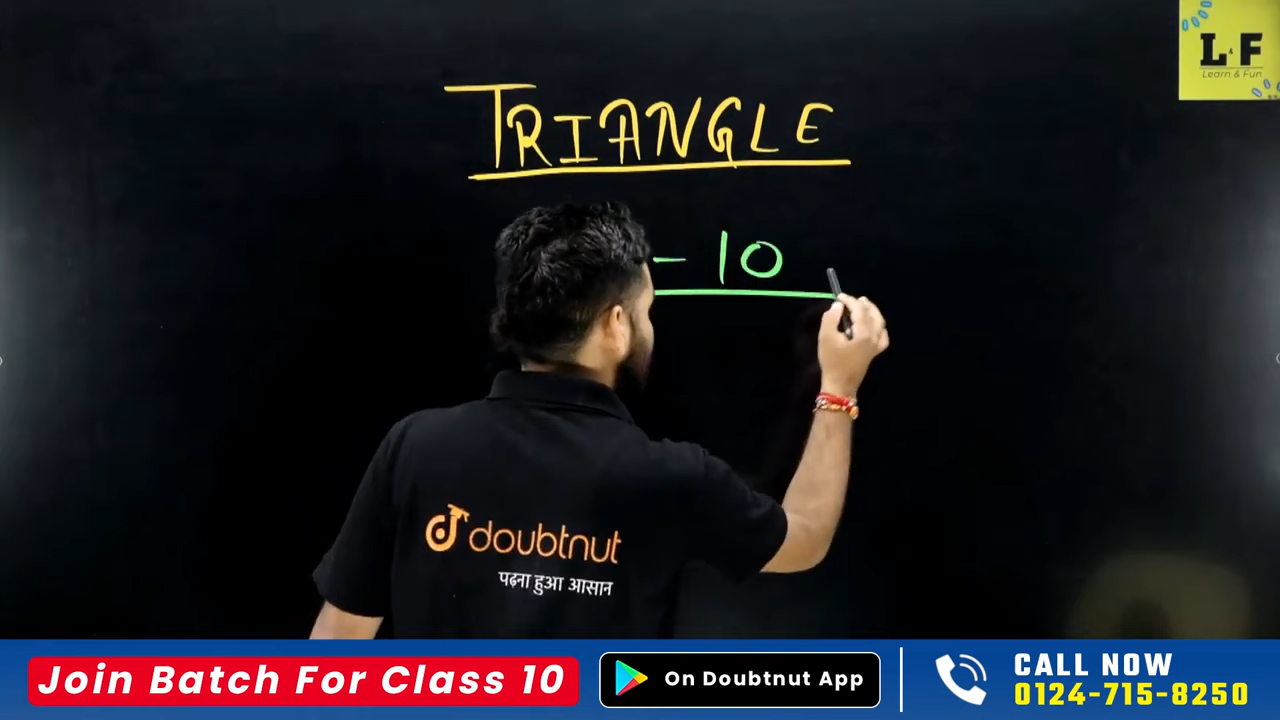 L & F
Learn & Fun
TRIANGLE
- 10
doubtnut
पढ़ना हुआ आसान
Join Batch For Class 10
On Doubtnut App
CALL NOW
0124-715-8250